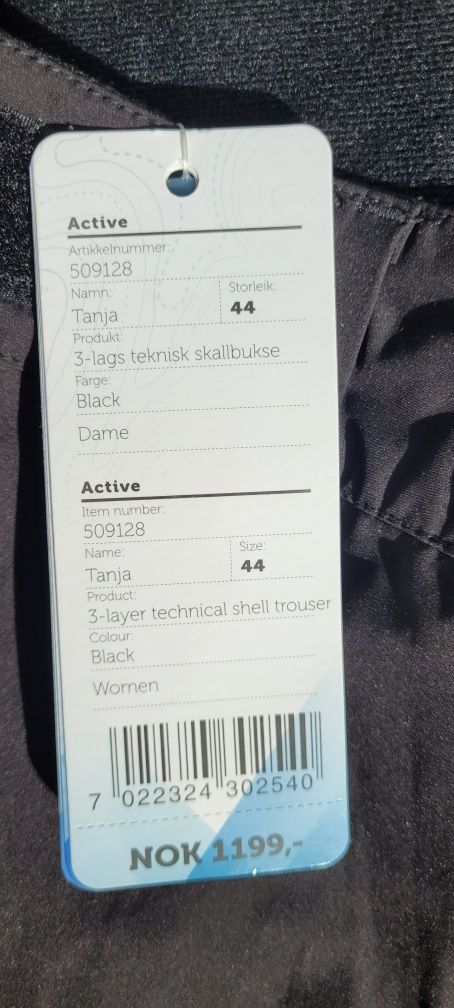 Active
Artikkelnummer:
509128
Namn: Storleik:
Tanja 44
Produkt:
3-lags teknisk skallbukse
Farge:
Black
Dame
Active
Item number:
509128
Name: Size:
Tanja 44
Product:
3-layer technical shell trouser
Colour:
Black
Women
7 022324 302540
NOK 1199,-